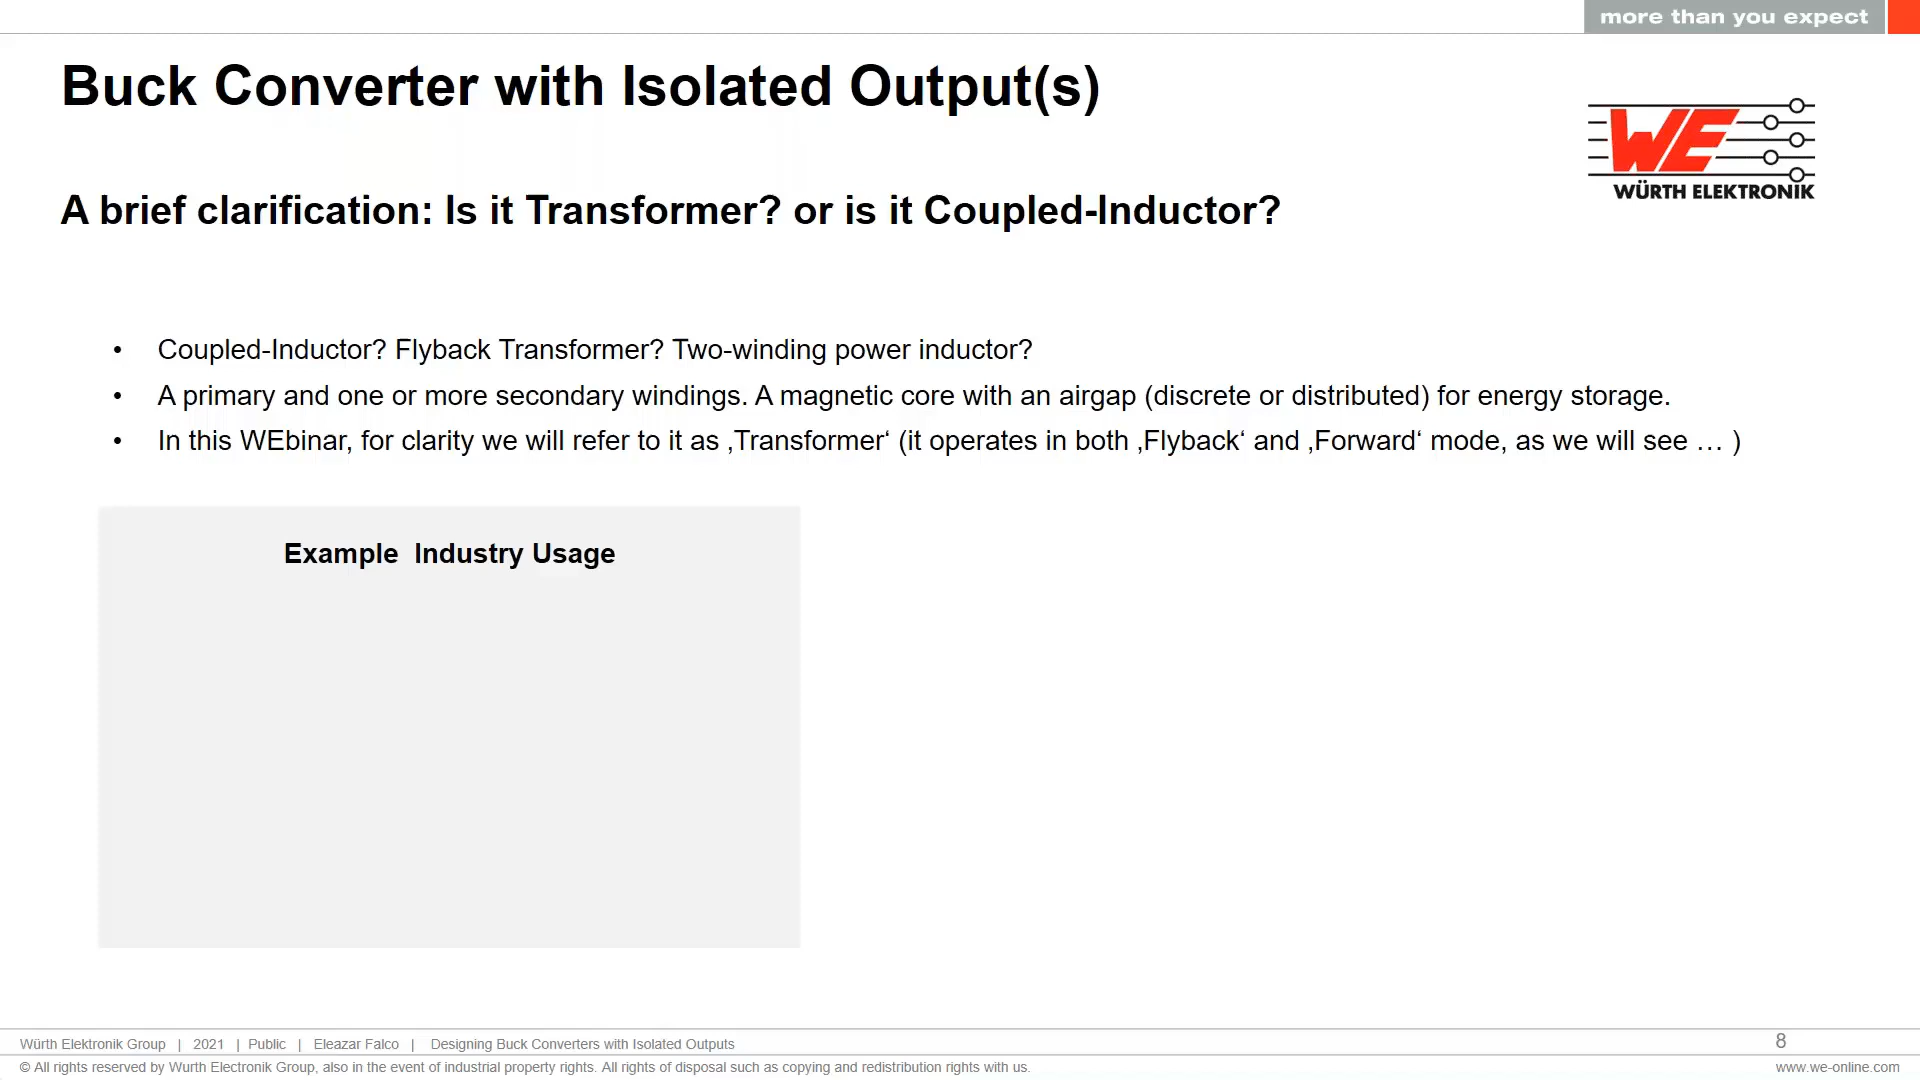 more than you expect
Buck Converter with Isolated Output(s)
WE
WÜRTH ELEKTRONIK
A brief clarification: Is it Transformer? or is it Coupled-Inductor?
• Coupled-Inductor? Flyback Transformer? Two-winding power inductor?
• A primary and one or more secondary windings. A magnetic core with an airgap (discrete or distributed) for energy storage.
• In this WEbinar, for clarity we will refer to it as ‚Transformer‘ (it operates in both ‚Flyback‘ and ‚Forward‘ mode, as we will see … )
Example  Industry Usage
Würth Elektronik Group | 2021 | Public | Eleazar Falco | Designing Buck Converters with Isolated Outputs
8
© All rights reserved by Wurth Electronik Group, also in the event of industrial property rights. All rights of disposal such as copying and redistribution rights with us.
www.we-online.com